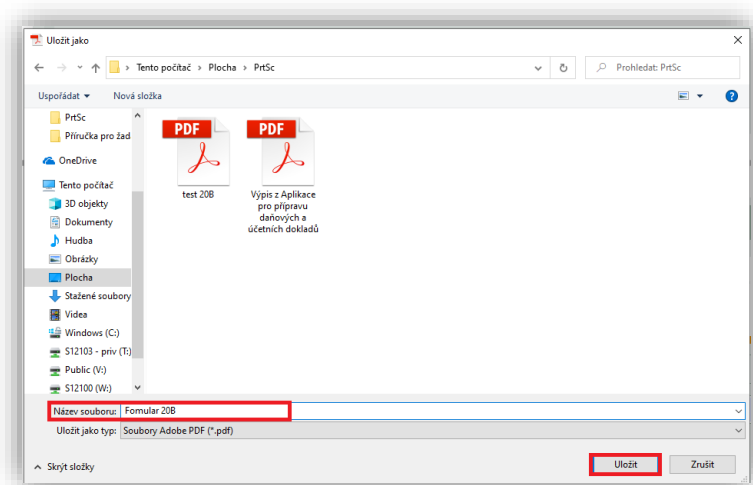 Uložit jako
Tento počítač › Plocha › PrtSc
Prohledat: PrtSc
Uspořádat
Nová složka
PrtSc
Příručka pro žad
OneDrive
Tento počítač
3D objekty
Dokumenty
Hudba
Obrázky
Plocha
Stažené soubory
Videa
Windows (C:)
S12103 - priv (T:)
Public (V:)
S12100 (W:)
PDF
test 20B
PDF
Výpis z Aplikace
pro přípravu
daňových a
účetních dokladů
Název souboru: Fomular 20B
Uložit jako typ: Soubory Adobe PDF (*.pdf)
Skrýt složky
Uložit
Zrušit